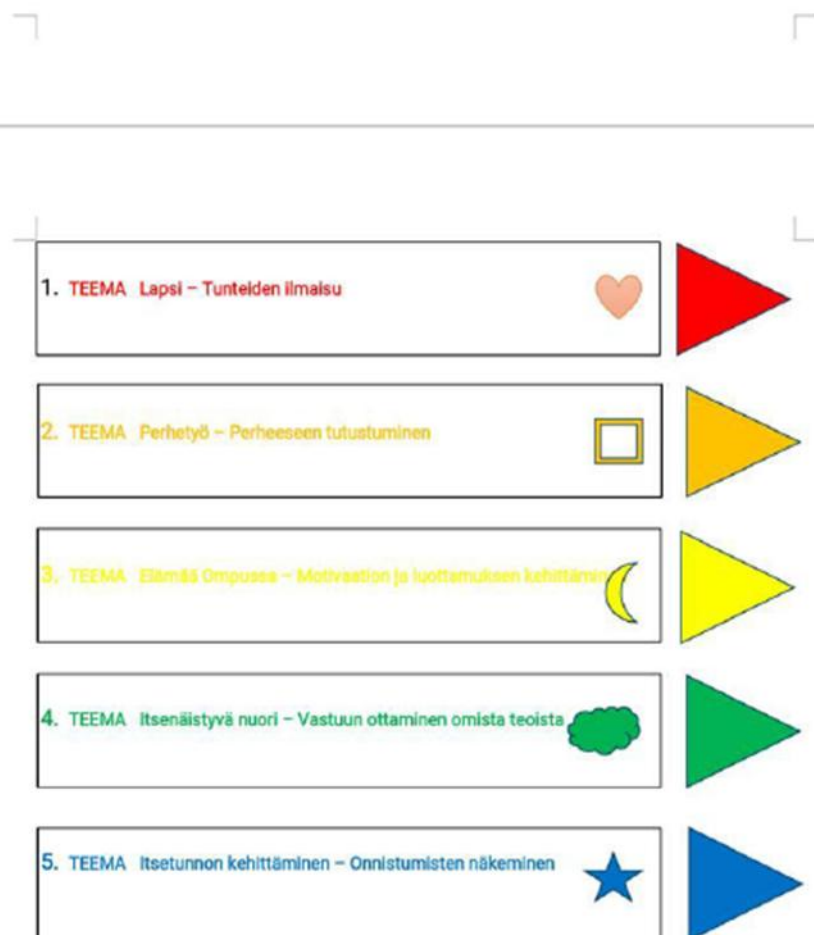 1. TEEMA Lapsi – Tunteiden ilmaisu
2. TEEMA Perhetyö – Perheeseen tutustuminen
3. TEEMA Elämää Ompussa – Motivaation ja luottamuksen
4. TEEMA Itsenäistyvä nuori – Vastuun ottaminen omista teoista
5. TEEMA Itsetunnon kehittäminen – Onnistumisten näkeminen